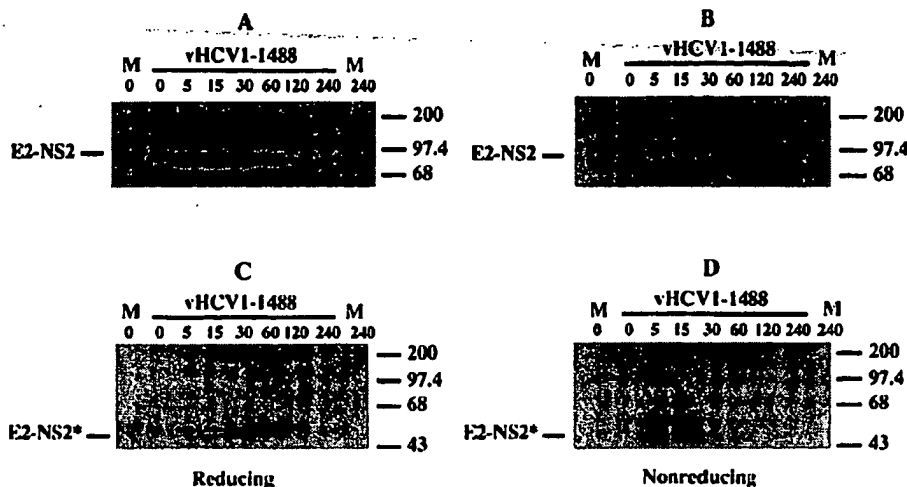 A
vHCV1-1488
M M
0 0 5 15 30 60 120 240 240
E2-NS2
200
97.4
68
B
vHCV1-1488
M M
0 0 5 15 30 60 120 240 240
E2-NS2
200
97.4
68
C
vHCV1-1488
M M
0 0 5 15 30 60 120 240 240
E2-NS2*
200
97.4
68
43
Reducing
D
vHCV1-1488
M M
0 0 5 15 30 60 120 240 240
E2-NS2*
200
97.4
68
43
Nonreducing